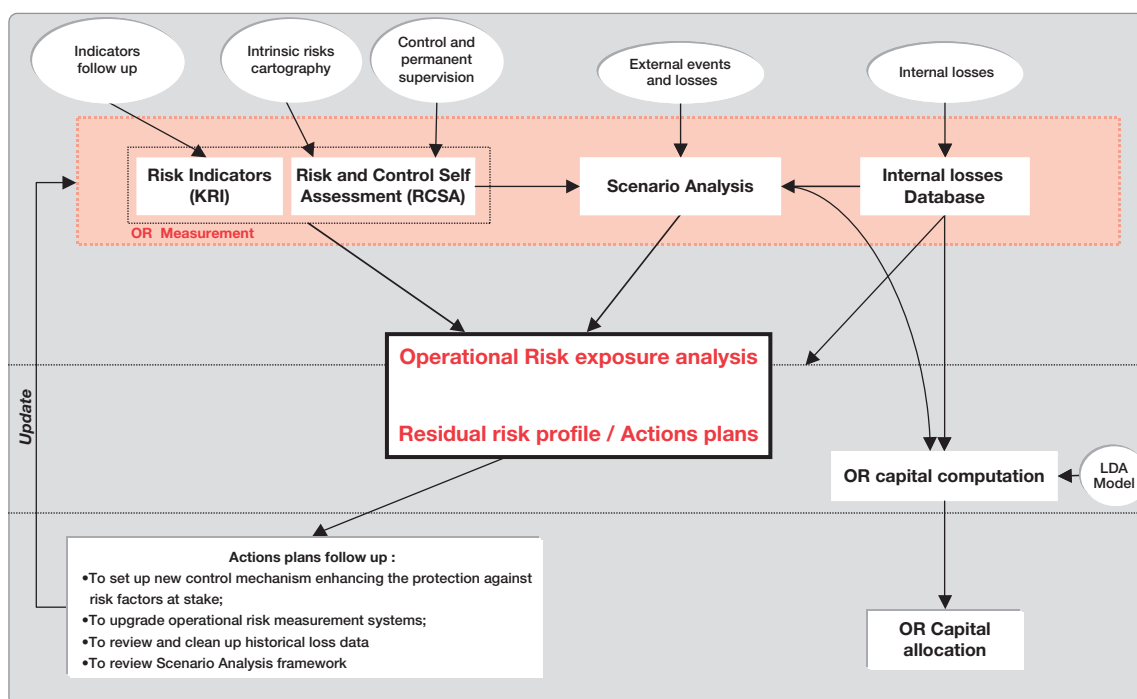 Indicators
follow up
Intrinsic risks
cartography
Control and
permanent
supervision
External events
and losses
Internal losses
Risk Indicators
(KRI)
Risk and Control Self
Assessment (RCSA)
Scenario Analysis
Internal losses
Database
OR Measurement
Operational Risk exposure analysis
Residual risk profile / Actions plans
Update
OR capital computation
LDA
Model
Actions plans follow up :
•To set up new control mechanism enhancing the protection against
risk factors at stake;
•To upgrade operational risk measurement systems;
•To review and clean up historical loss data
•To review Scenario Analysis framework
OR Capital
allocation